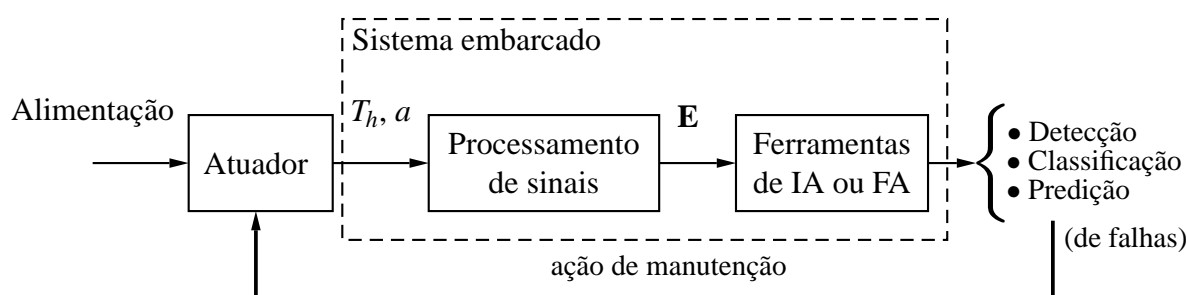 Sistema embarcado
Alimentação
T_h, a
E
Atuador
Processamento
de sinais
Ferramentas
de IA ou FA
• Detecção
• Classificação
• Predição
(de falhas)
ação de manutenção